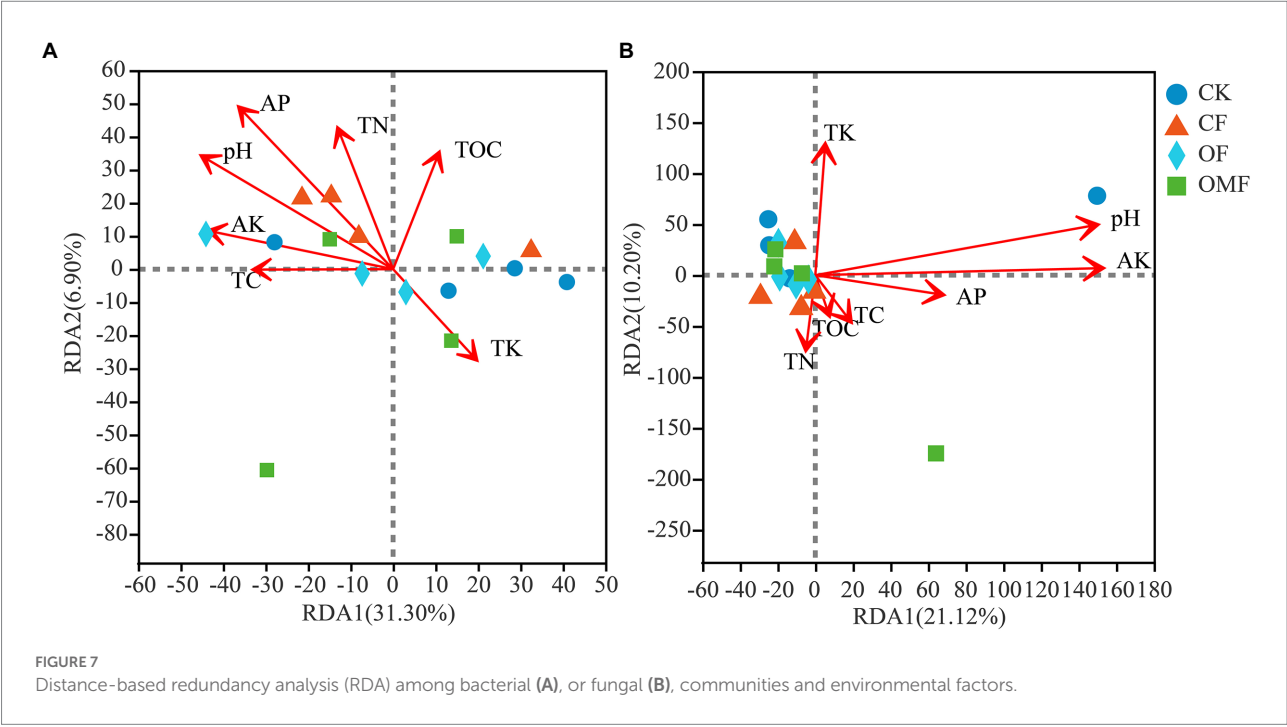 A
60
50
40
30
20
10
0
-10
-20
-30
-40
-50
-60
-70
-80
RDA2(6.90%)
AP
TN
TOC
pH
AK
TC
TK
-60 -50 -40 -30 -20 -10 0 10 20 30 40 50
RDA1(31.30%)
B
200
150
100
50
0
-50
-100
-150
-200
-250
RDA2(10.20%)
TK
pH
AK
AP
TC
TOC
TN
-60 -40 -20 0 20 40 60 80 100 120 140 160 180
RDA1(21.12%)
CK
CF
OF
OMF
FIGURE 7
Distance-based redundancy analysis (RDA) among bacterial (A), or fungal (B), communities and environmental factors.